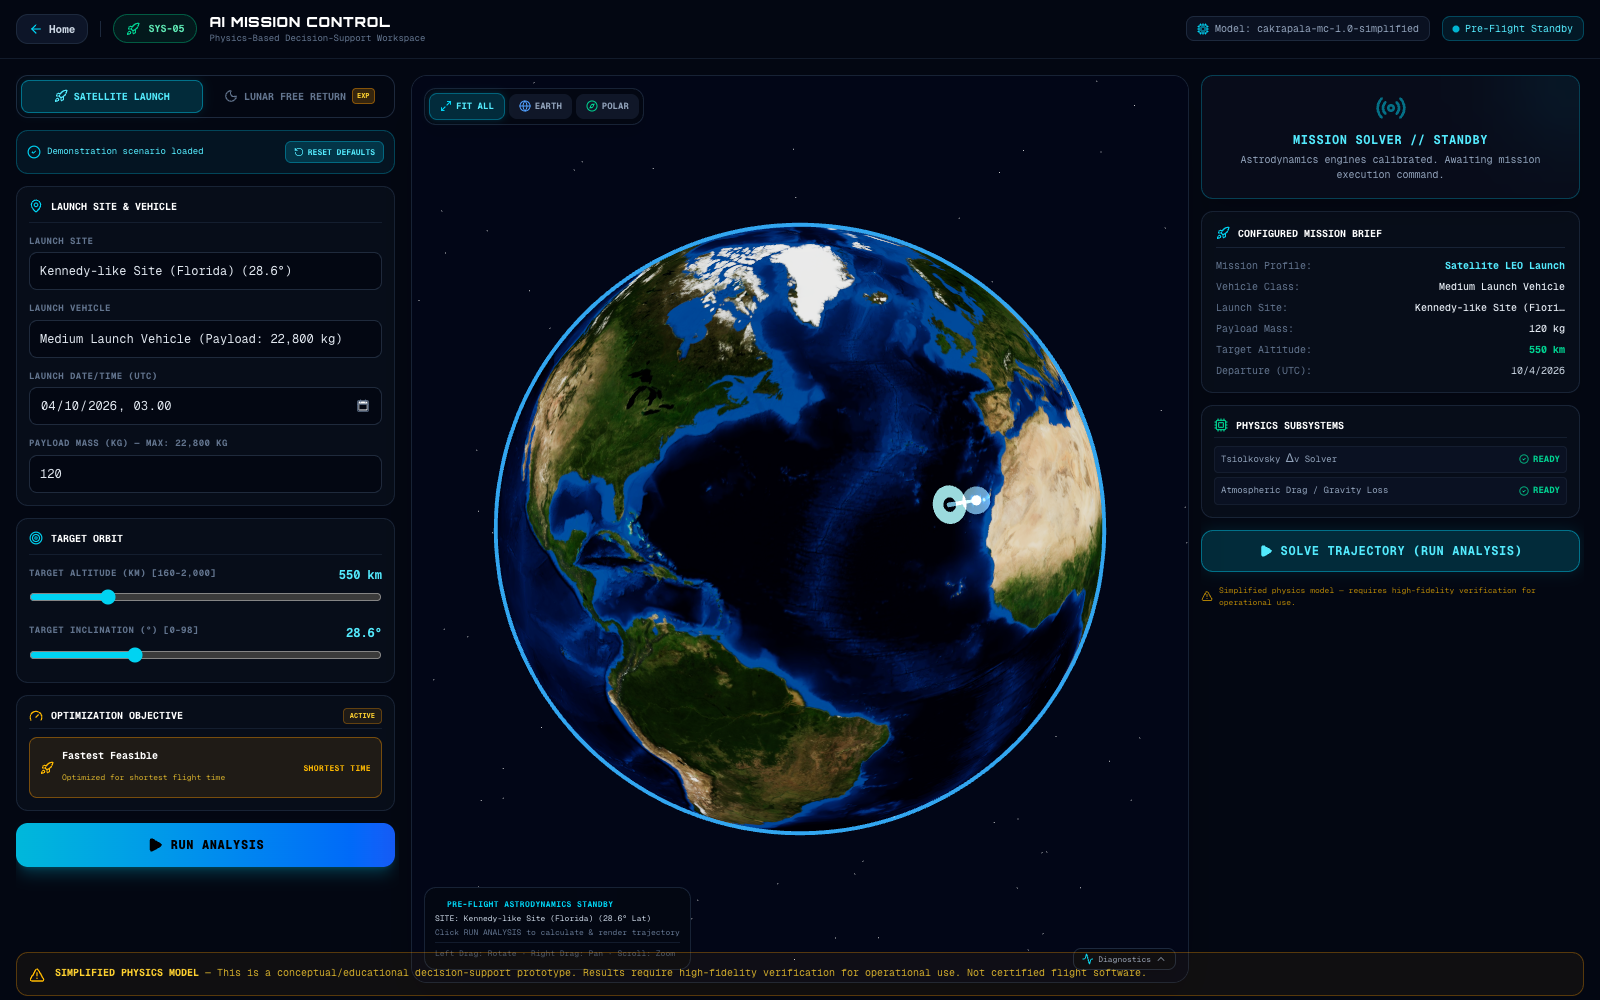 Home
SYS-05
AI MISSION CONTROL
Physics-Based Decision-Support Workspace
Model: cakrapala-mc-1.0-simplified
Pre-Flight Standby
SATELLITE LAUNCH
LUNAR FREE RETURN EXP
Demonstration scenario loaded
RESET DEFAULTS
LAUNCH SITE & VEHICLE
LAUNCH SITE
Kennedy-like Site (Florida) (28.6°)
LAUNCH VEHICLE
Medium Launch Vehicle (Payload: 22,800 kg)
LAUNCH DATE/TIME (UTC)
04/10/2026, 03.00
PAYLOAD MASS (KG) — MAX: 22,800 KG
120
TARGET ORBIT
TARGET ALTITUDE (KM) [160–2,000]
550 km
TARGET INCLINATION (°) [0–98]
28.6°
OPTIMIZATION OBJECTIVE
ACTIVE
Fastest Feasible
Optimized for shortest flight time
SHORTEST TIME
RUN ANALYSIS
FIT ALL
EARTH
POLAR
PRE-FLIGHT ASTRODYNAMICS STANDBY
SITE: Kennedy-like Site (Florida) (28.6° Lat)
Click RUN ANALYSIS to calculate & render trajectory
Left Drag: Rotate · Right Drag: Pan · Scroll: Zoom
Diagnostics
MISSION SOLVER // STANDBY
Astrodynamics engines calibrated. Awaiting mission
execution command.
CONFIGURED MISSION BRIEF
Mission Profile: Satellite LEO Launch
Vehicle Class: Medium Launch Vehicle
Launch Site: Kennedy-like Site (Flori…
Payload Mass: 120 kg
Target Altitude: 550 km
Departure (UTC): 10/4/2026
PHYSICS SUBSYSTEMS
Tsiolkovsky Δv Solver READY
Atmospheric Drag / Gravity Loss READY
SOLVE TRAJECTORY (RUN ANALYSIS)
Simplified physics model — requires high-fidelity verification for
operational use.
SIMPLIFIED PHYSICS MODEL — This is a conceptual/educational decision-support prototype. Results require high-fidelity verification for operational use. Not certified flight software.